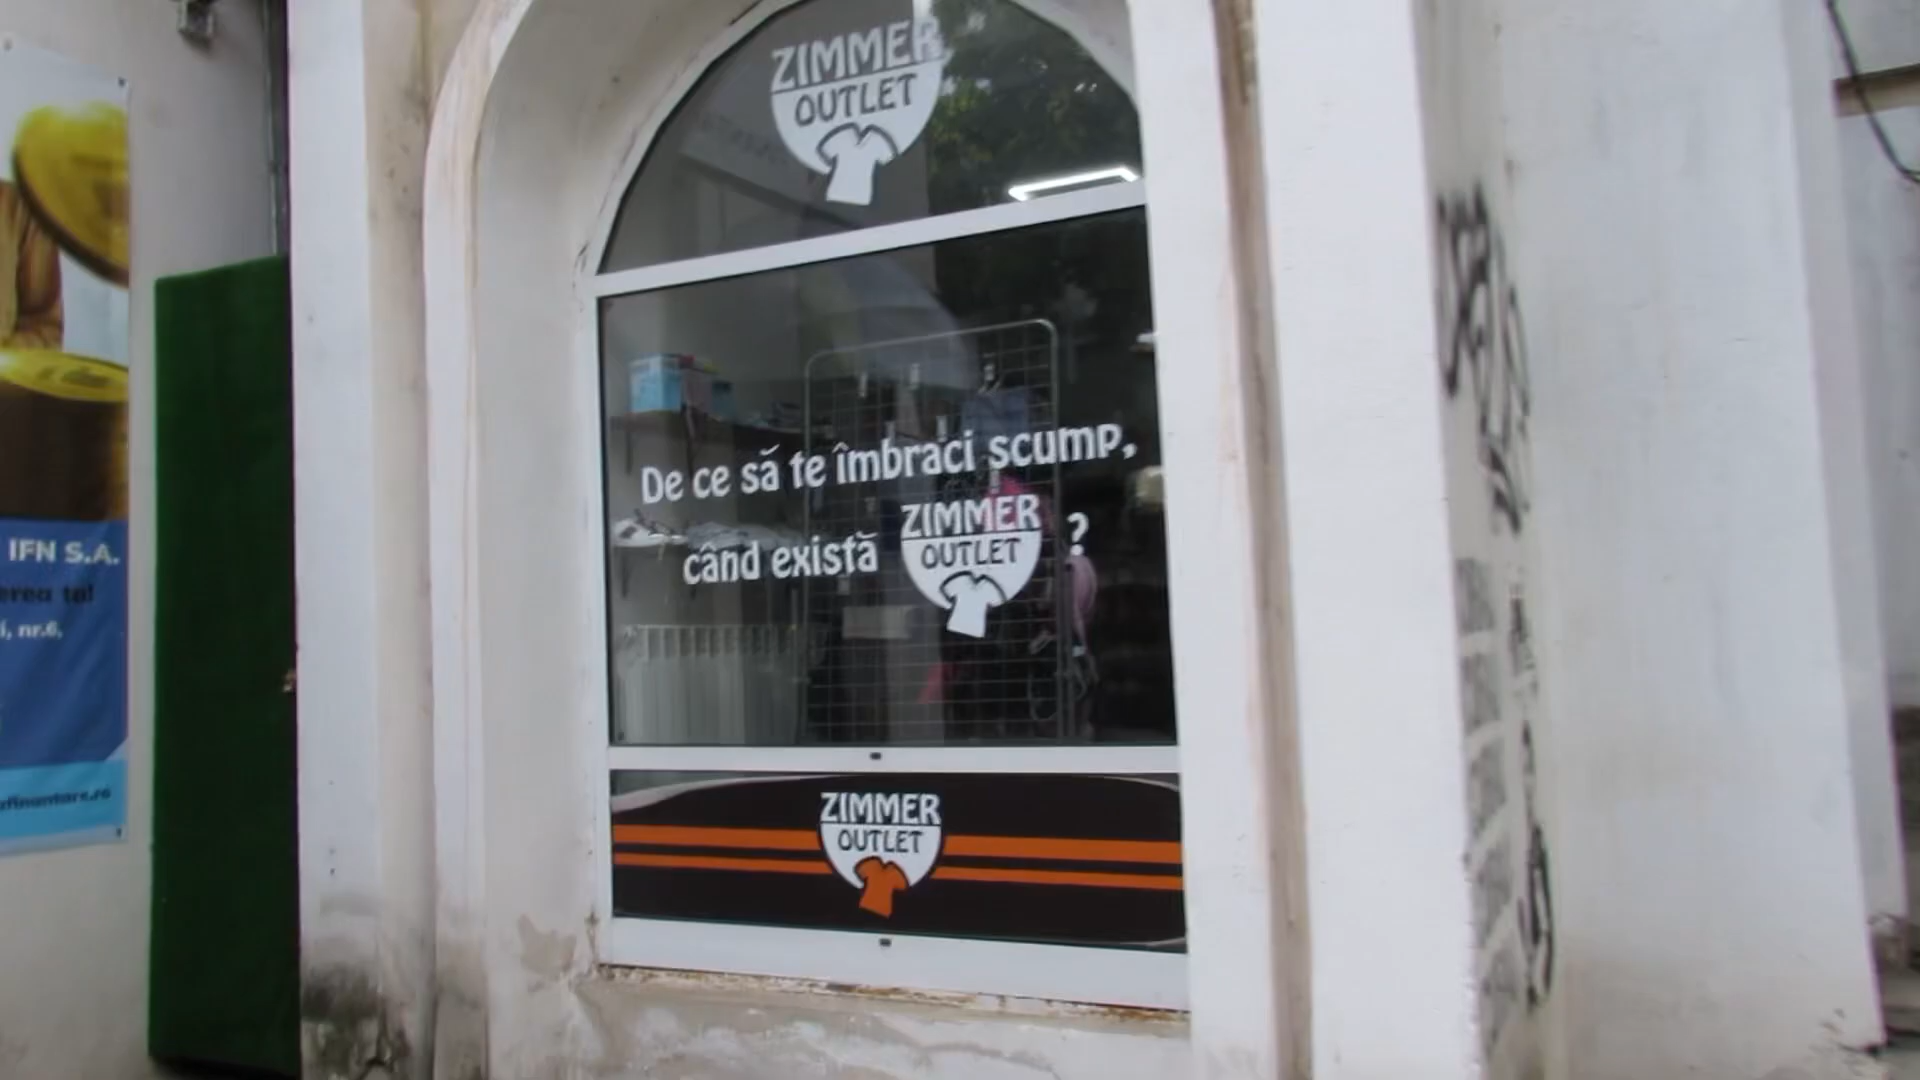 ZIMMER
OUTLET
De ce să te îmbraci scump,
când există ZIMMER OUTLET ?
ZIMMER
OUTLET
IFN S.A.
i, nr.6,